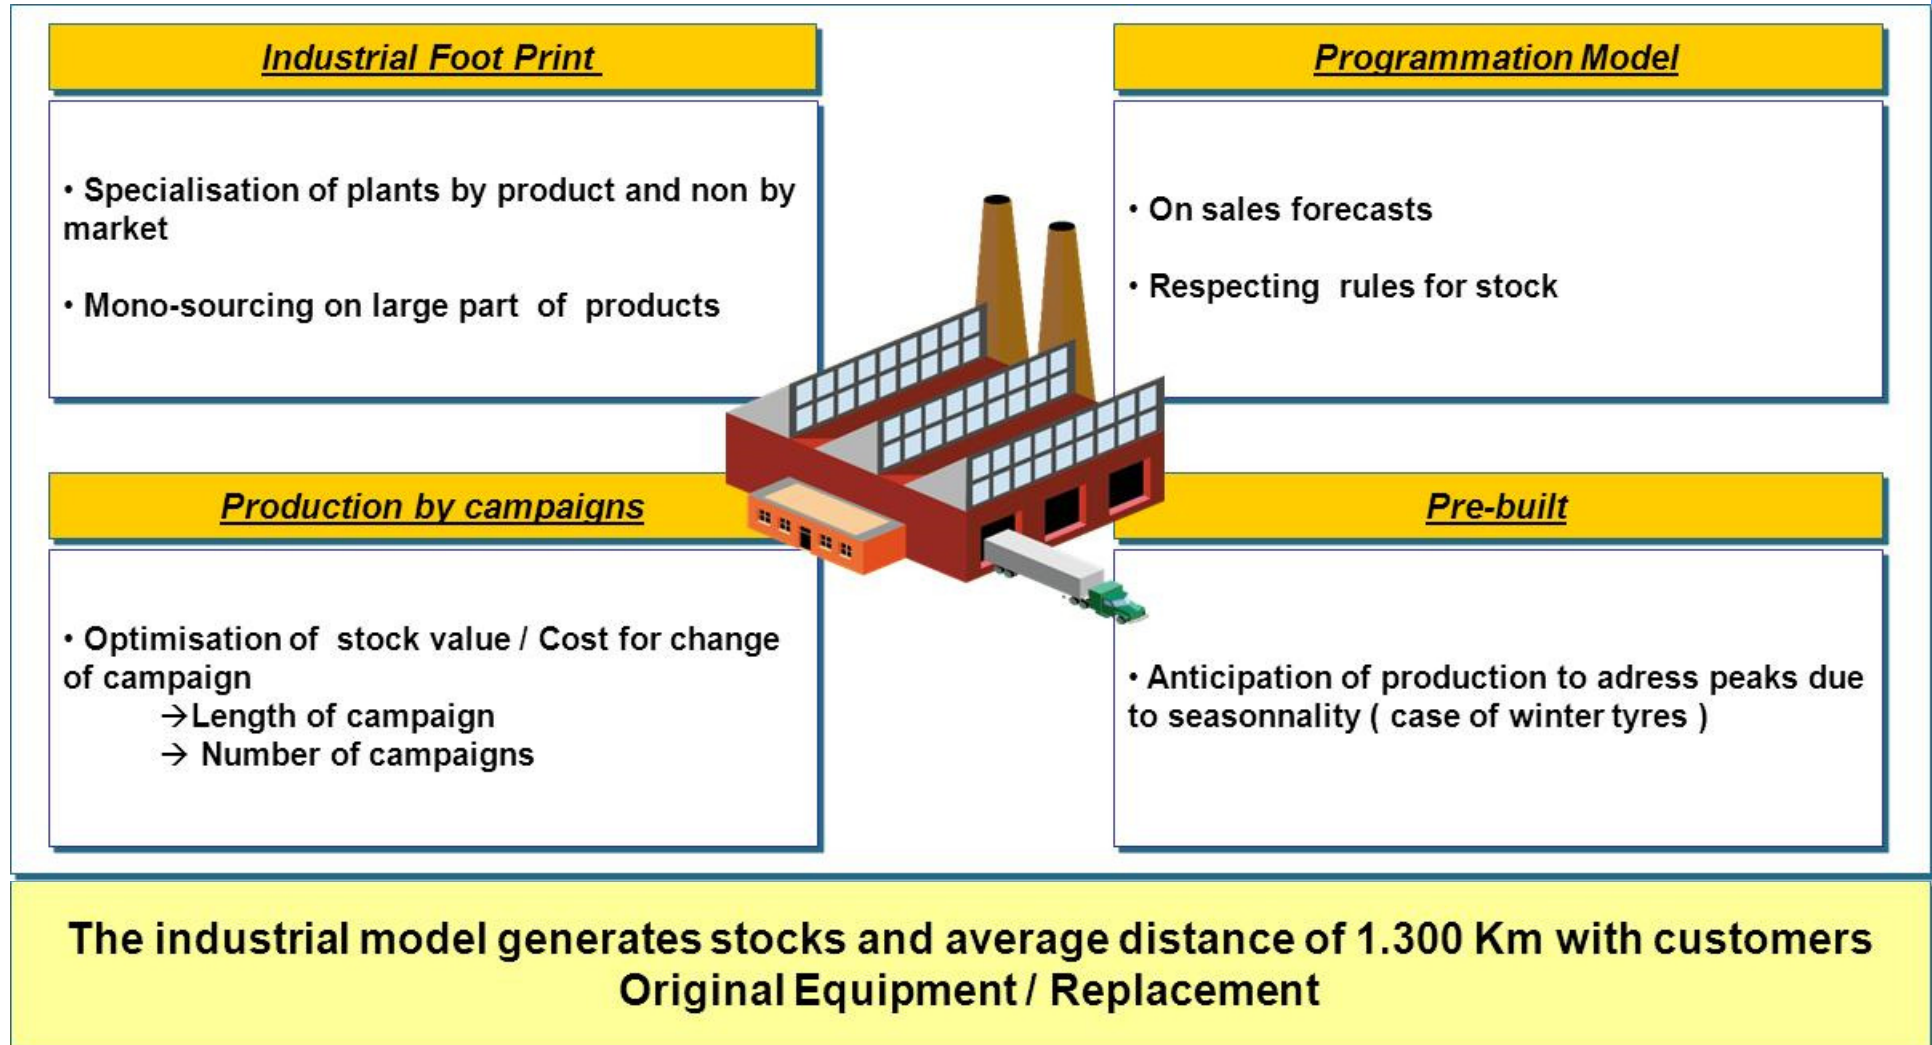 Industrial Foot Print
• Specialisation of plants by product and non by
market
• Mono-sourcing on large part of products
Programmation Model
• On sales forecasts
• Respecting rules for stock
Production by campaigns
• Optimisation of stock value / Cost for change
of campaign
→Length of campaign
→ Number of campaigns
Pre-built
• Anticipation of production to adress peaks due
to seasonnality ( case of winter tyres )
The industrial model generates stocks and average distance of 1.300 Km with customers
Original Equipment / Replacement